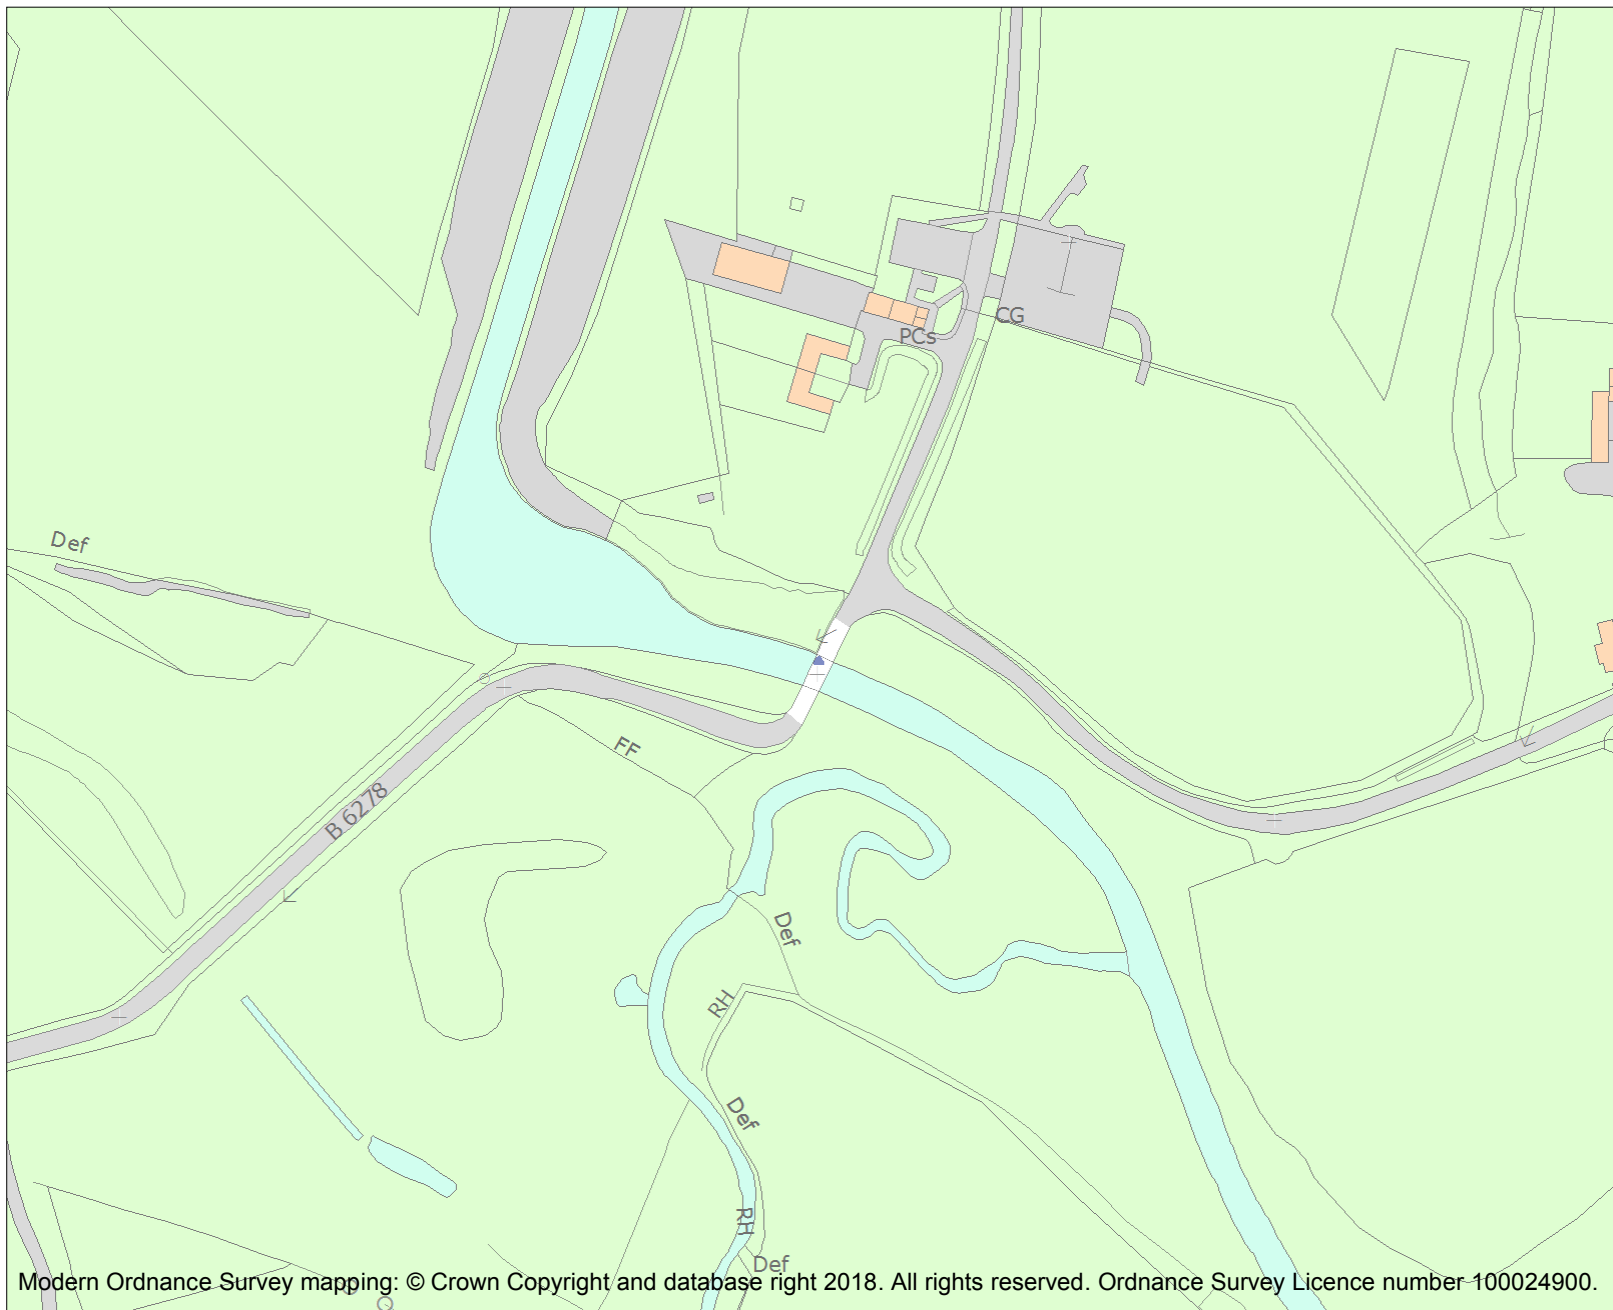 CG
PCs
Def
FF
B 6278
Def
RH
Def
RH
Def
Modern Ordnance Survey mapping: © Crown Copyright and database right 2018. All rights reserved. Ordnance Survey Licence number 100024900.